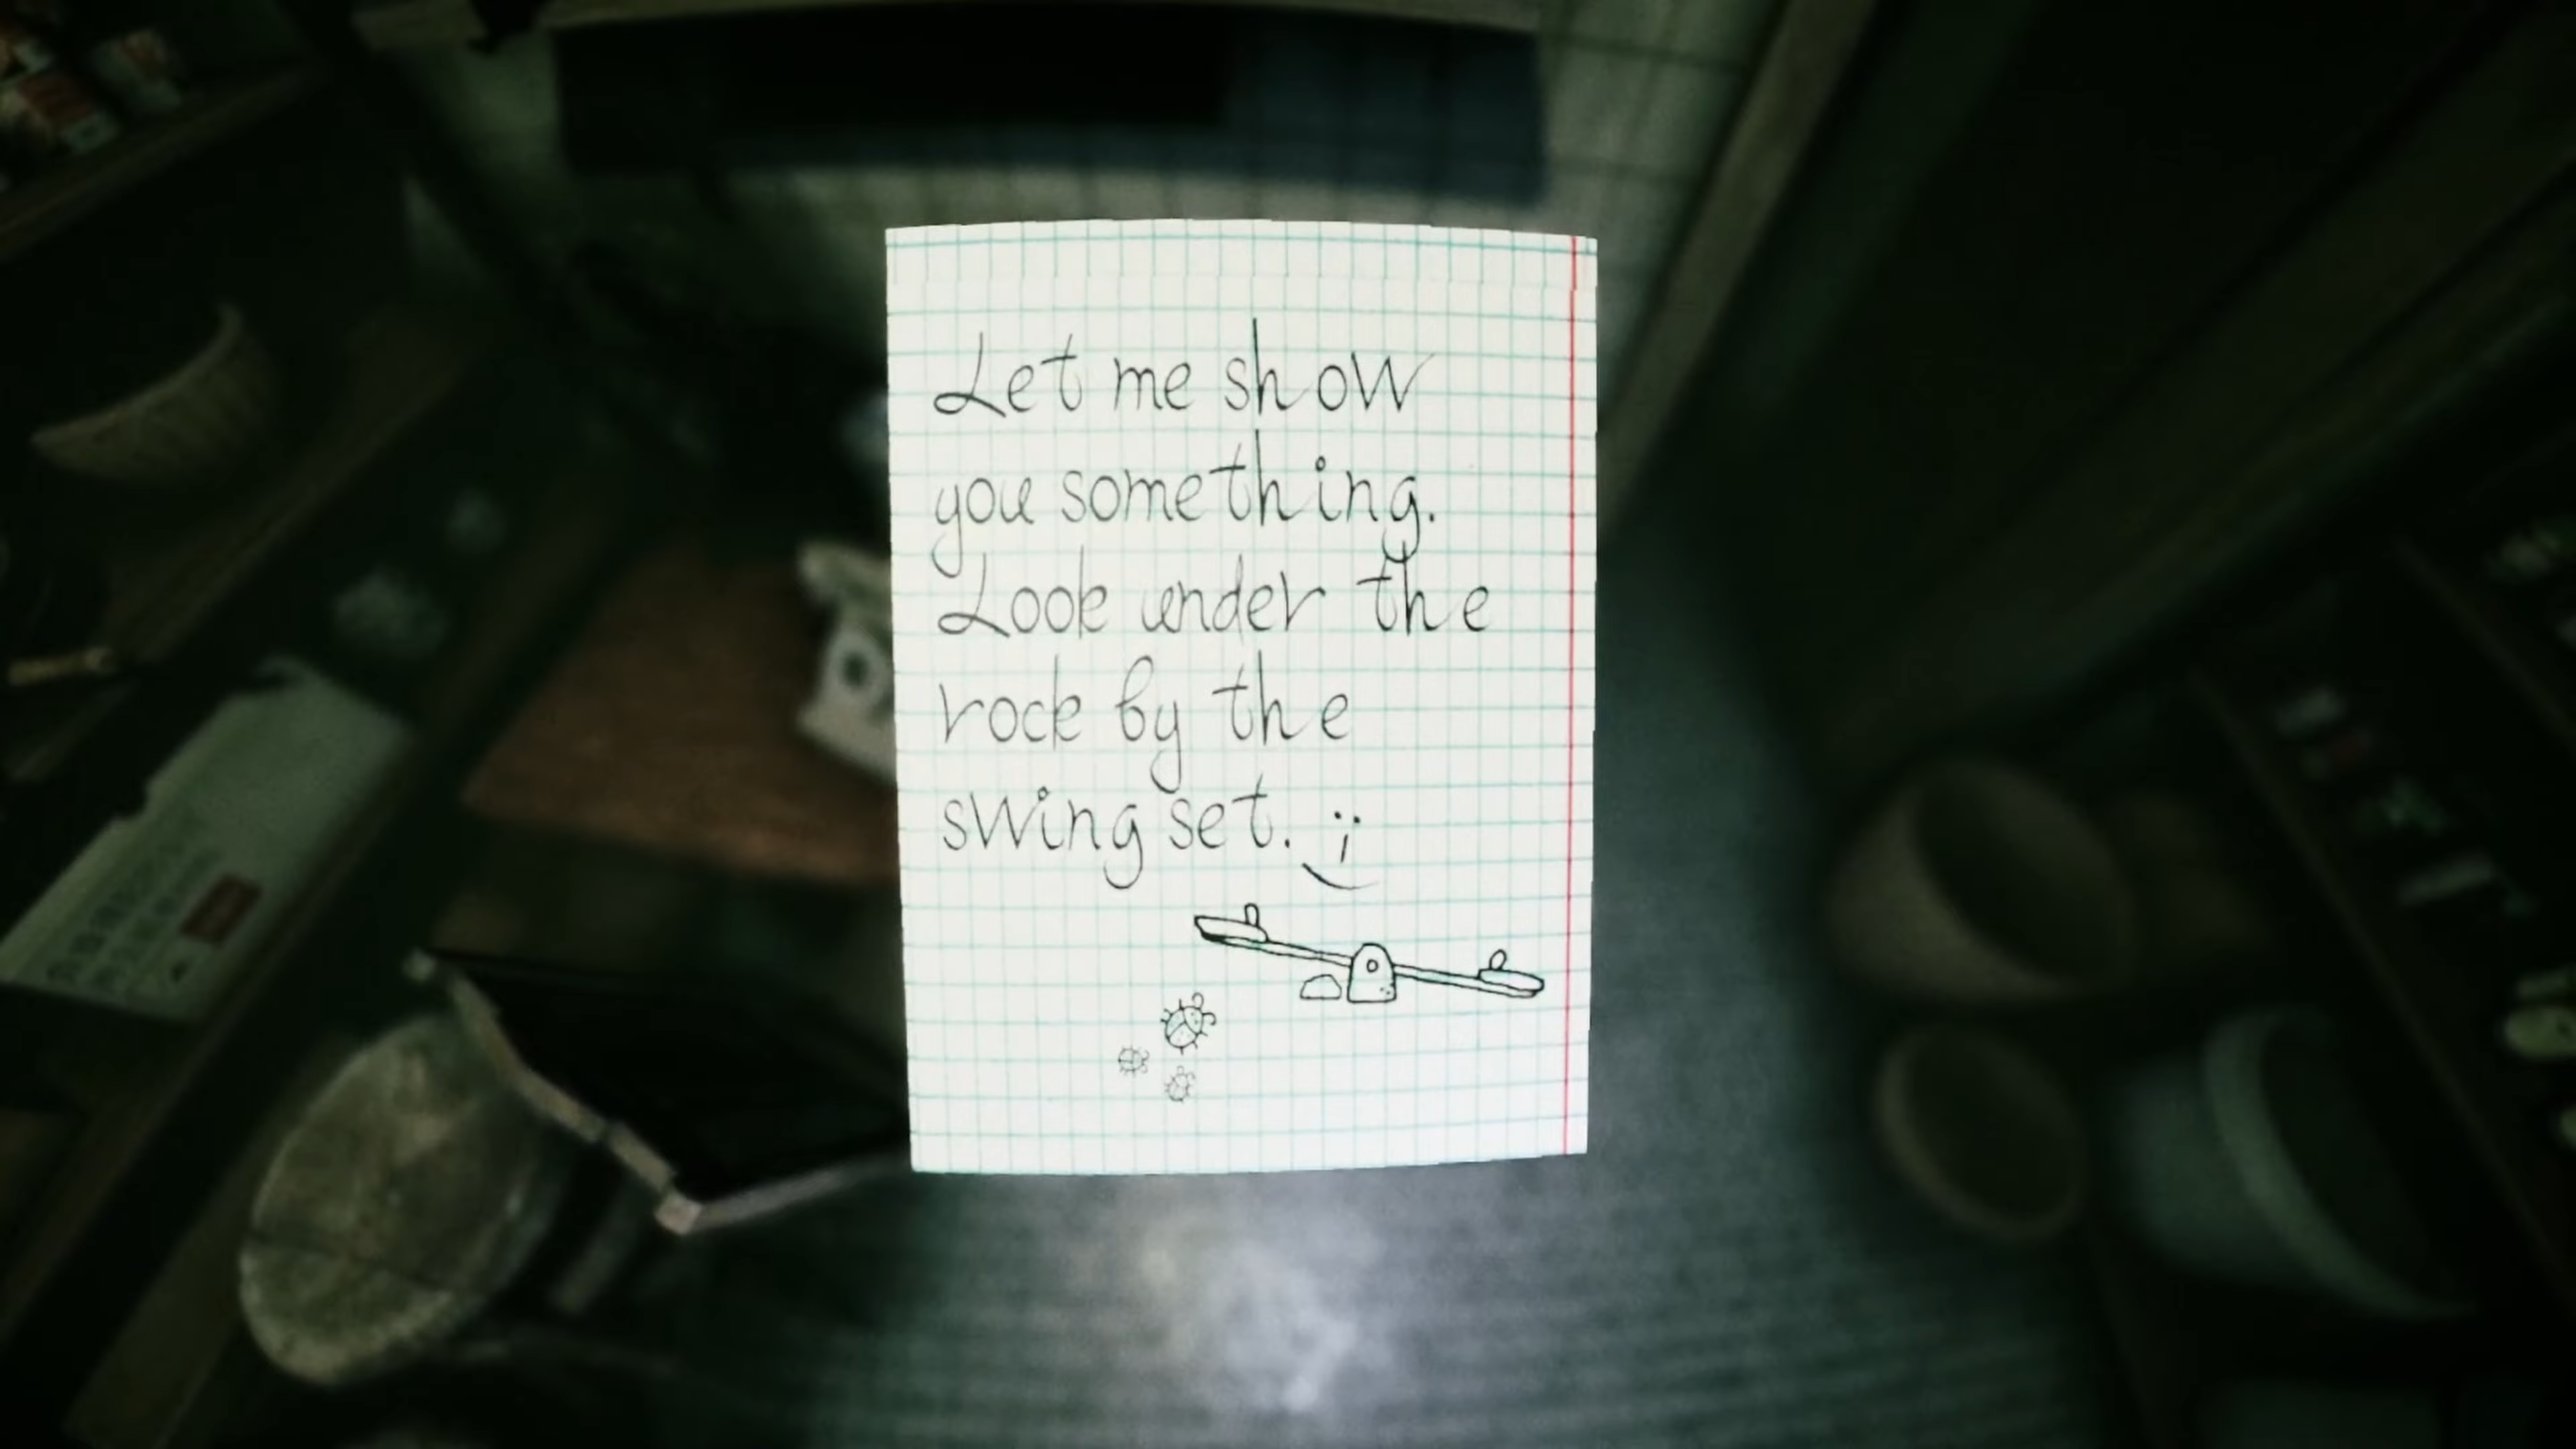 Let me show
you something.
Look under the
rock by the
swing set. :)